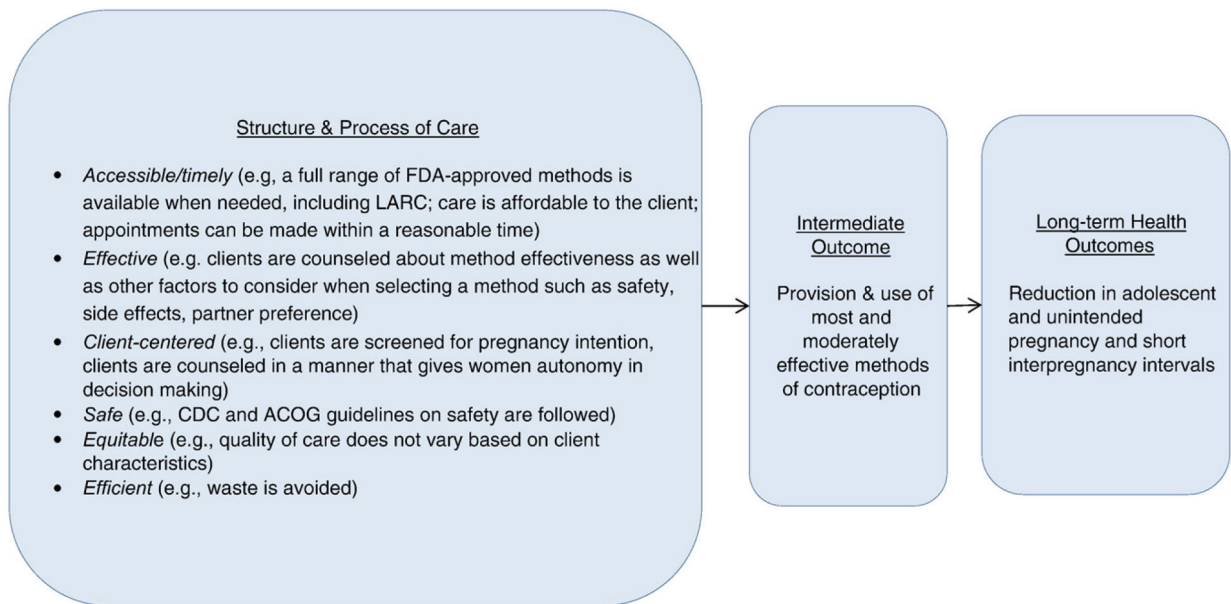 Structure & Process of Care
• Accessible/timely (e.g, a full range of FDA-approved methods is
available when needed, including LARC; care is affordable to the client;
appointments can be made within a reasonable time)
• Effective (e.g. clients are counseled about method effectiveness as well
as other factors to consider when selecting a method such as safety,
side effects, partner preference)
• Client-centered (e.g., clients are screened for pregnancy intention,
clients are counseled in a manner that gives women autonomy in
decision making)
• Safe (e.g., CDC and ACOG guidelines on safety are followed)
• Equitable (e.g., quality of care does not vary based on client
characteristics)
• Efficient (e.g., waste is avoided)
Intermediate
Outcome
Provision & use of
most and
moderately
effective methods
of contraception
Long-term Health
Outcomes
Reduction in adolescent
and unintended
pregnancy and short
interpregnancy intervals